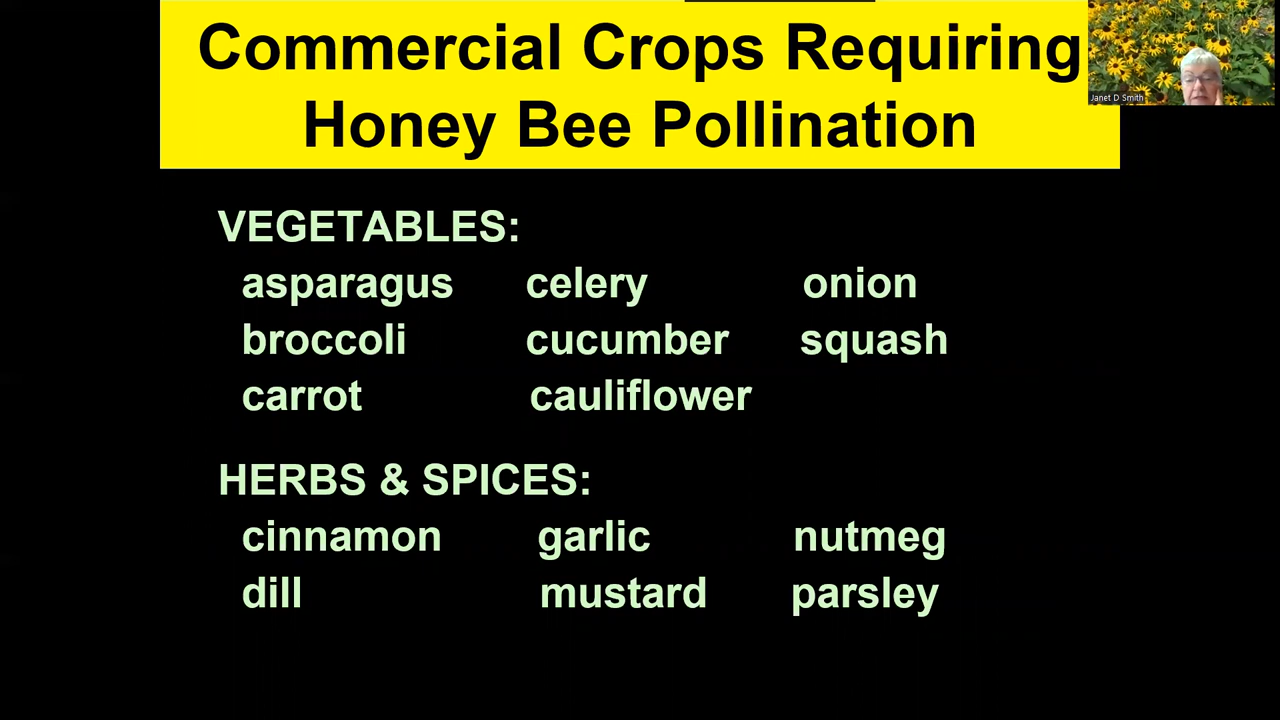 Commercial Crops Requiring
Honey Bee Pollination
Janet D Smith
VEGETABLES:
asparagus celery onion
broccoli cucumber squash
carrot cauliflower
HERBS & SPICES:
cinnamon garlic nutmeg
dill mustard parsley